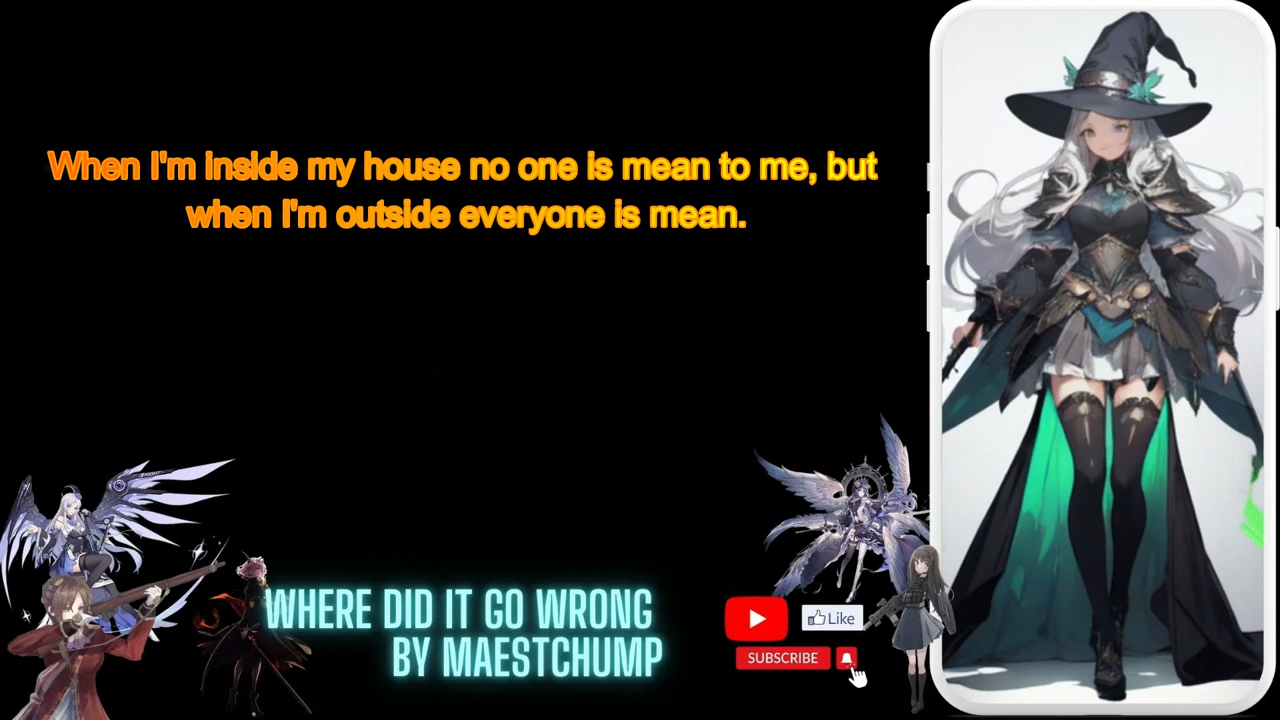 When I'm inside my house no one is mean to me, but
when I'm outside everyone is mean.
WHERE DID IT GO WRONG
BY MAESTCHUMP
Like
SUBSCRIBE